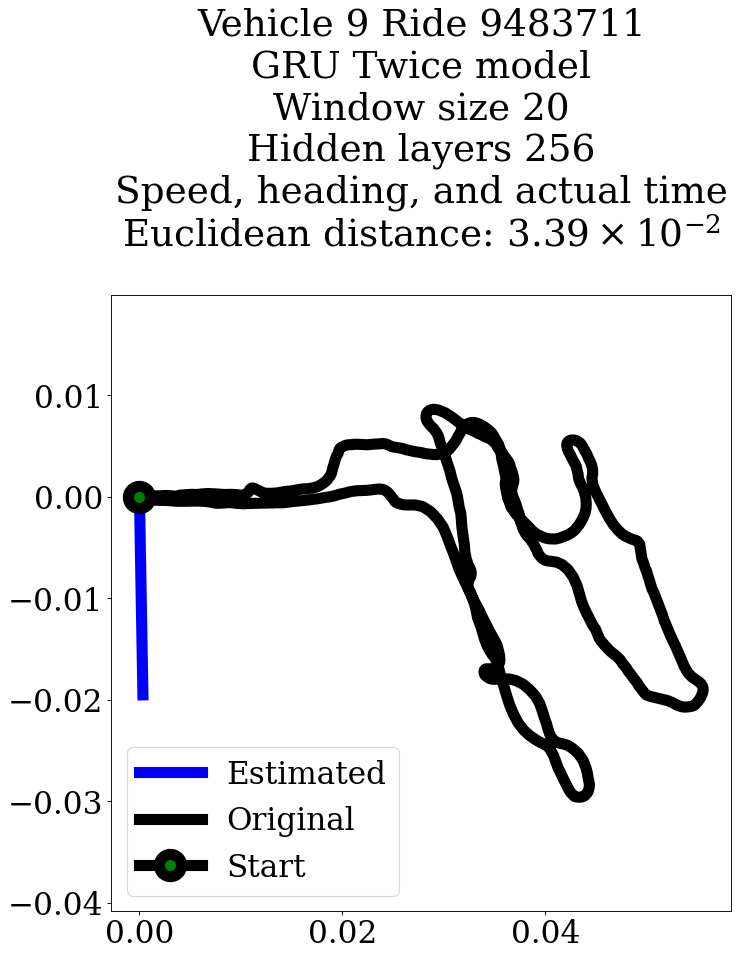 Vehicle 9 Ride 9483711
GRU Twice model
Window size 20
Hidden layers 256
Speed, heading, and actual time
Euclidean distance: 3.39 × 10⁻²
0.01
0.00
−0.01
−0.02
−0.03
−0.04
Estimated
Original
Start
0.00 0.02 0.04